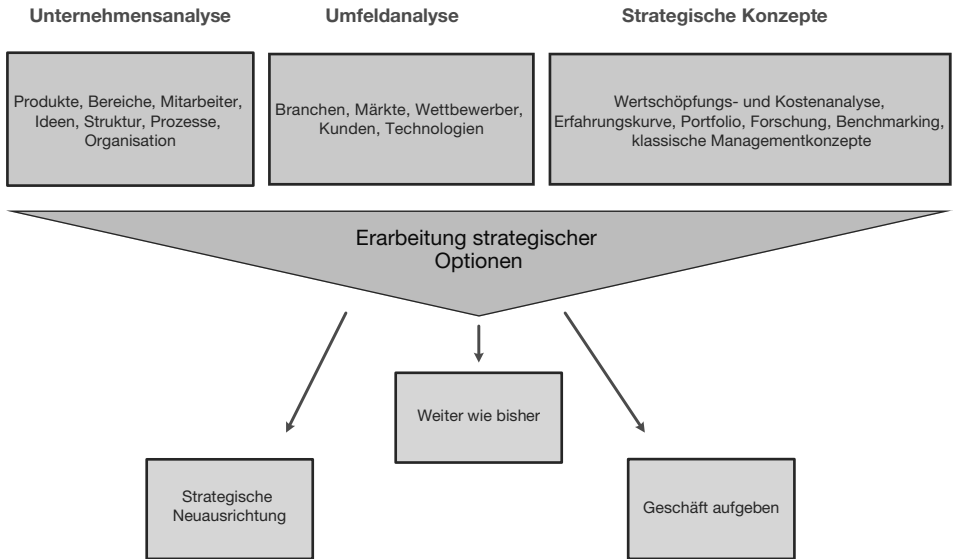 Unternehmensanalyse
Umfeldanalyse
Strategische Konzepte
Produkte, Bereiche, Mitarbeiter,
Ideen, Struktur, Prozesse,
Organisation
Branchen, Märkte, Wettbewerber,
Kunden, Technologien
Wertschöpfungs- und Kostenanalyse,
Erfahrungskurve, Portfolio, Forschung, Benchmarking,
klassische Managementkonzepte
Erarbeitung strategischer
Optionen
Weiter wie bisher
Strategische
Neuausrichtung
Geschäft aufgeben